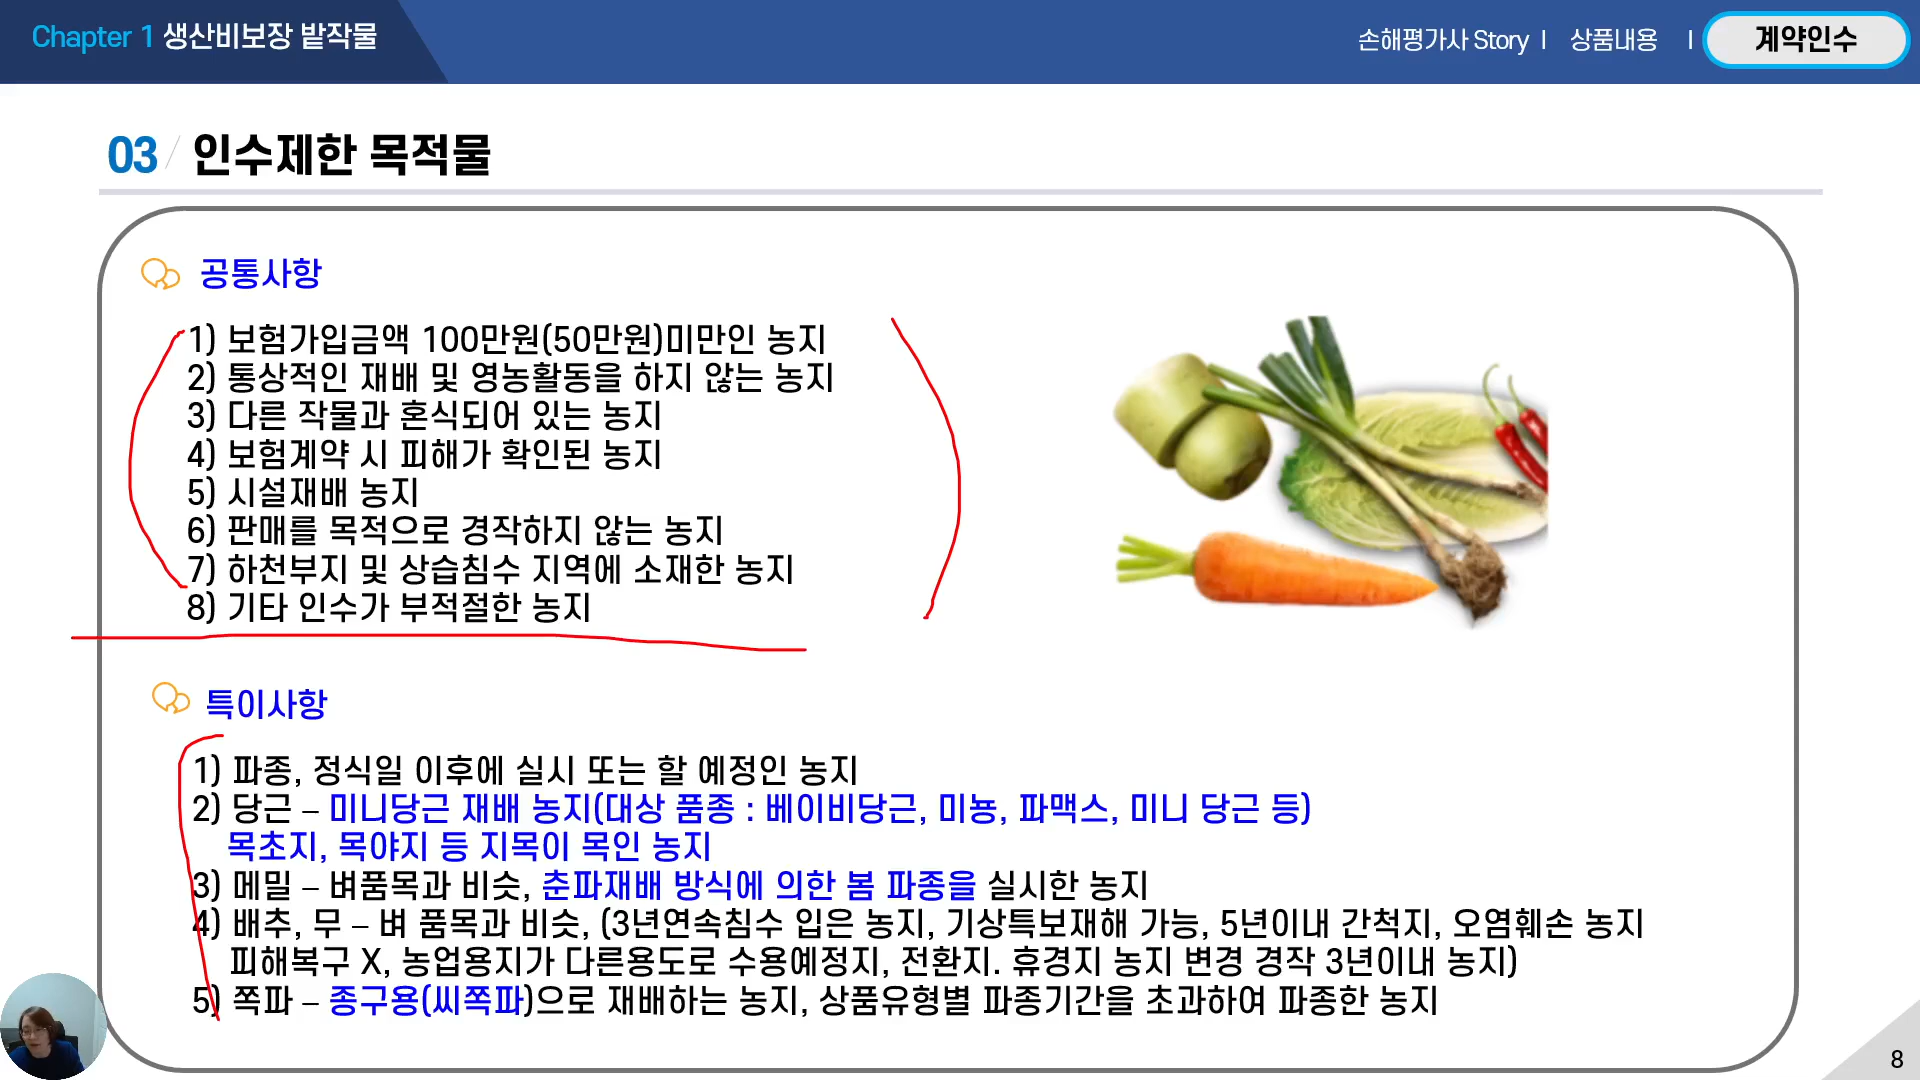 Chapter 1 생산비보장 밭작물
손해평가사 Story | 상품내용 | 계약인수
03 / 인수제한 목적물
공통사항
1) 보험가입금액 100만원(50만원)미만인 농지
2) 통상적인 재배 및 영농활동을 하지 않는 농지
3) 다른 작물과 혼식되어 있는 농지
4) 보험계약 시 피해가 확인된 농지
5) 시설재배 농지
6) 판매를 목적으로 경작하지 않는 농지
7) 하천부지 및 상습침수 지역에 소재한 농지
8) 기타 인수가 부적절한 농지
특이사항
1) 파종, 정식일 이후에 실시 또는 할 예정인 농지
2) 당근 – 미니당근 재배 농지(대상 품종 : 베이비당근, 미뇽, 파맥스, 미니 당근 등)
목초지, 목야지 등 지목이 목인 농지
3) 메밀 – 벼품목과 비슷, 춘파재배 방식에 의한 봄 파종을 실시한 농지
4) 배추, 무 – 벼 품목과 비슷, (3년연속침수 입은 농지, 기상특보재해 가능, 5년이내 간척지, 오염훼손 농지
피해복구 X, 농업용지가 다른용도로 수용예정지, 전환지. 휴경지 농지 변경 경작 3년이내 농지)
5) 쪽파 – 종구용(씨쪽파)으로 재배하는 농지, 상품유형별 파종기간을 초과하여 파종한 농지
8